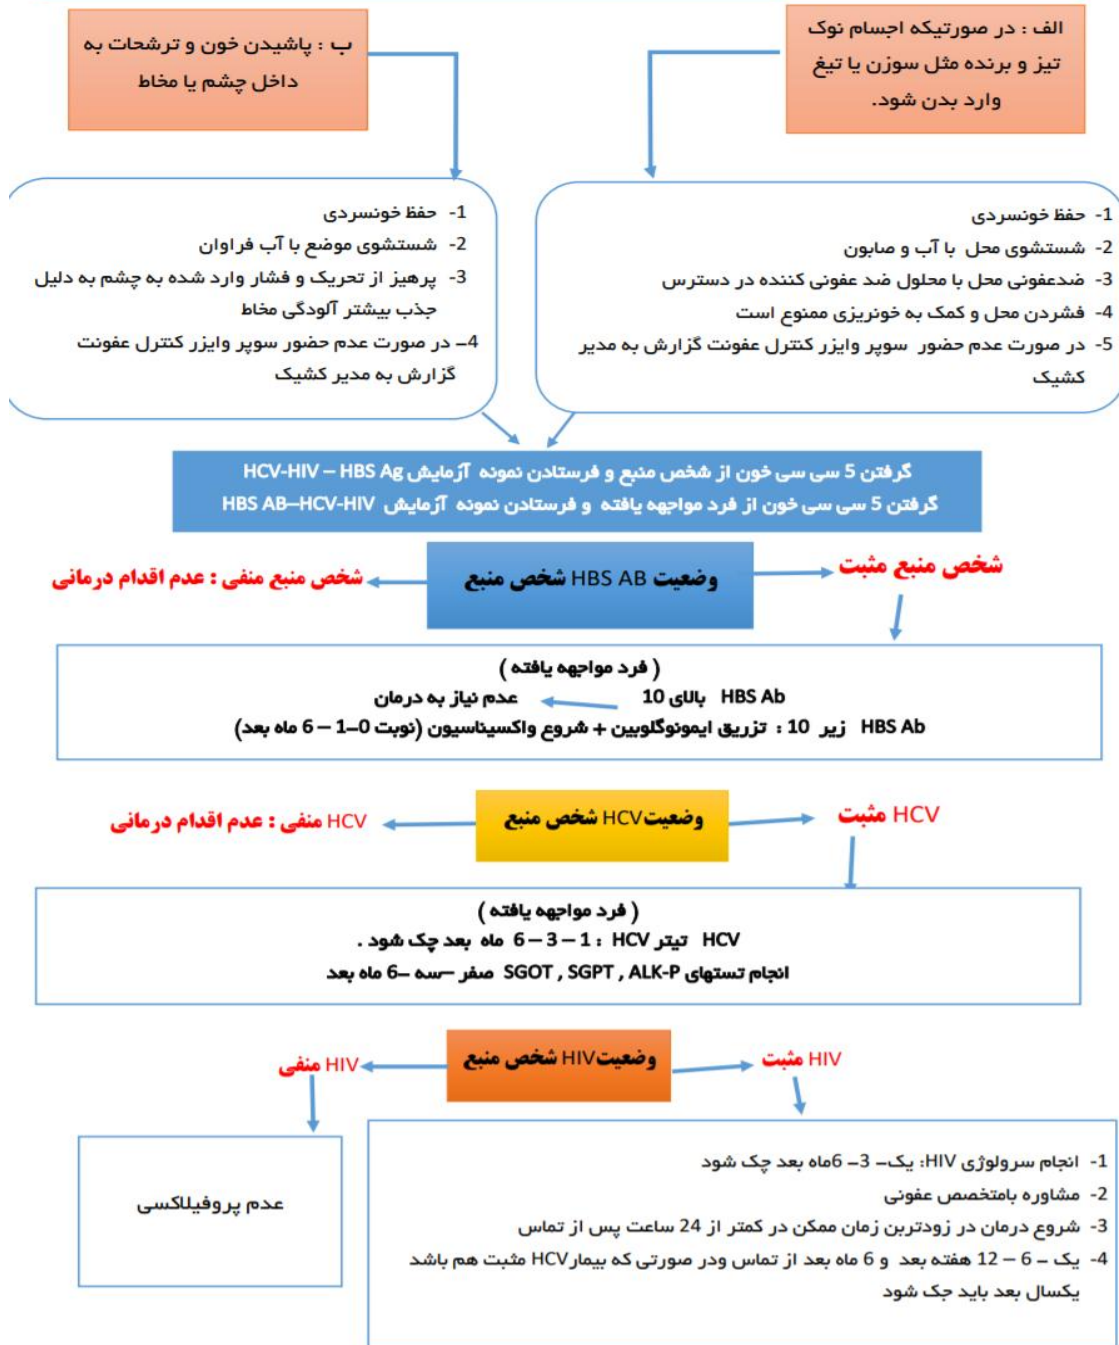 الف : در صورتیکه اجسام نوک
تیز و برنده مثل سوزن یا تیغ
وارد بدن شود.
ب : پاشیدن خون و ترشحات به
داخل چشم یا مخاط
1- حفظ خونسردی
2- شستشوی محل با آب و صابون
3- ضدعفونی محل با محلول ضد عفونی کننده در دسترس
4- فشردن محل و کمک به خونریزی ممنوع است
5- در صورت عدم حضور سوپر وایزر کنترل عفونت گزارش به مدیر
کشیک
1- حفظ خونسردی
2- شستشوی موضع با آب فراوان
3- پرهیز از تحریک و فشار وارد شده به چشم به دلیل
جذب بیشتر آلودگی مخاط
4– در صورت عدم حضور سوپر وایزر کنترل عفونت
گزارش به مدیر کشیک
گرفتن 5 سی سی خون از شخص منبع و فرستادن نمونه آزمایش HCV-HIV – HBS Ag
گرفتن 5 سی سی خون از فرد مواجهه یافته و فرستادن نمونه آزمایش HBS AB–HCV-HIV
شخص منبع مثبت
وضعیت HBS AB شخص منبع
شخص منبع منفی : عدم اقدام درمانی
( فرد مواجهه یافته )
HBS Ab بالای 10 عدم نیاز به درمان
HBS Ab زیر 10 : تزریق ایمونوگلوبین + شروع واکسیناسیون (نوبت 0–1 – 6 ماه بعد)
HCV مثبت
وضعیتHCV شخص منبع
HCV منفی : عدم اقدام درمانی
( فرد مواجهه یافته )
HCV تیتر HCV : 1 – 3 – 6 ماه بعد چک شود .
انجام تستهای SGOT , SGPT , ALK-P صفر –سه –6 ماه بعد
HIV مثبت
وضعیتHIV شخص منبع
HIV منفی
1- انجام سرولوژی HIV: یک– 3– 6ماه بعد چک شود
2- مشاوره بامتخصص عفونی
3- شروع درمان در زودتربن زمان ممکن در کمتر از 24 ساعت پس از تماس
4- یک – 6 – 12 هفته بعد و 6 ماه بعد از تماس ودر صورتی که بیمارHCV مثبت هم باشد
یکسال بعد باید جک شود
عدم پروفیلاکسی